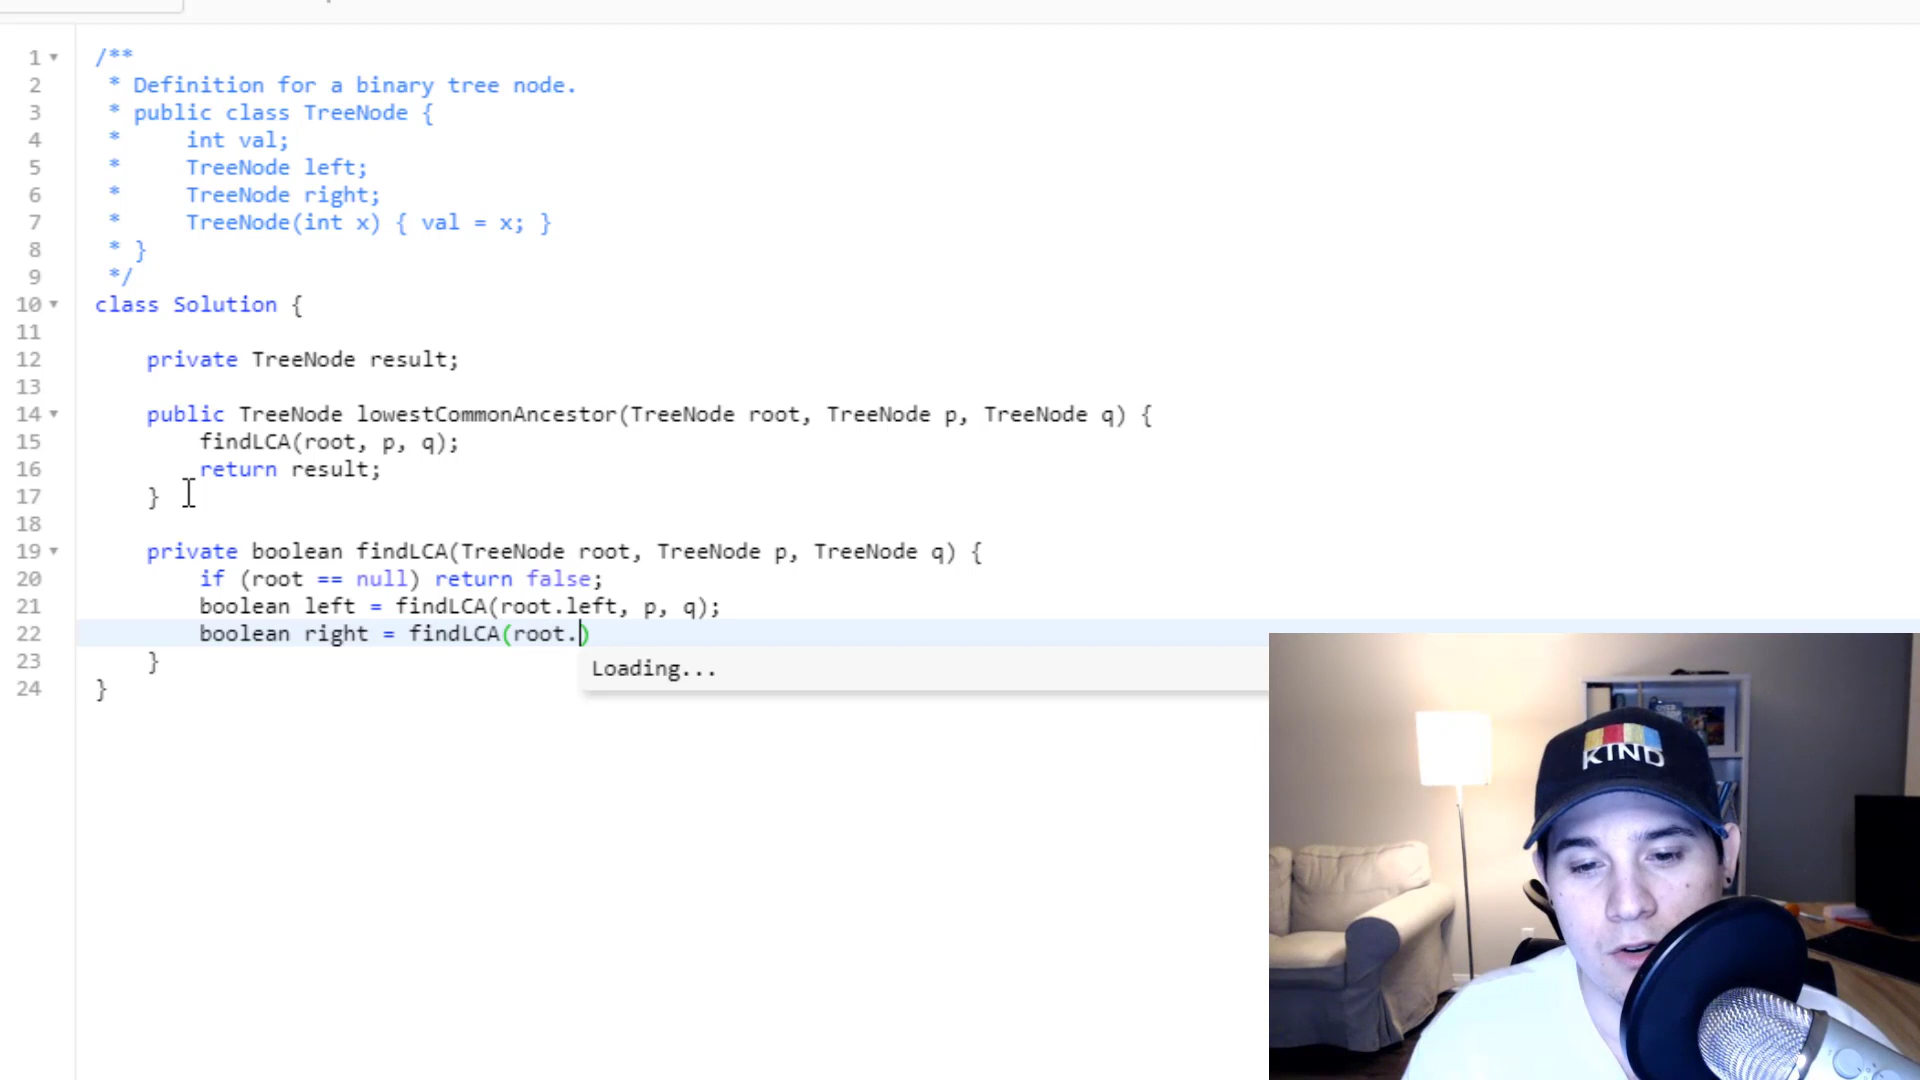 1 /**
2 * Definition for a binary tree node.
3 * public class TreeNode {
4 *     int val;
5 *     TreeNode left;
6 *     TreeNode right;
7 *     TreeNode(int x) { val = x; }
8 * }
9 */
10 class Solution {
11
12     private TreeNode result;
13
14     public TreeNode lowestCommonAncestor(TreeNode root, TreeNode p, TreeNode q) {
15         findLCA(root, p, q);
16         return result;
17     }
18
19     private boolean findLCA(TreeNode root, TreeNode p, TreeNode q) {
20         if (root == null) return false;
21         boolean left = findLCA(root.left, p, q);
22         boolean right = findLCA(root.)
23     }
24 }
Loading...
KIND